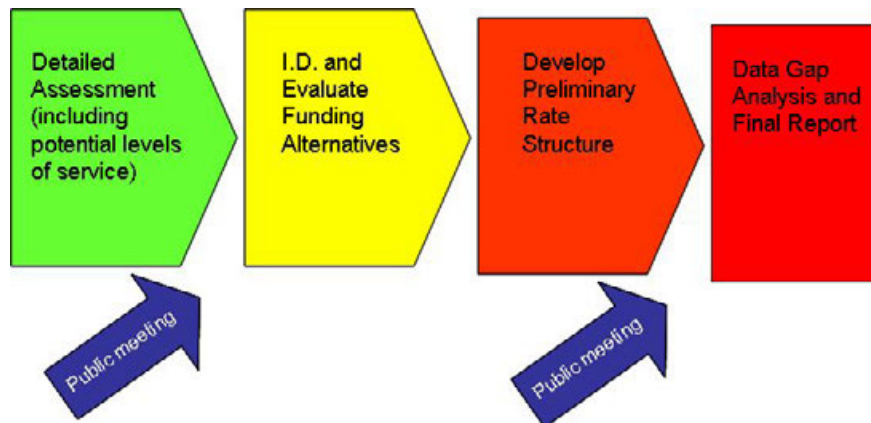 Detailed
Assessment
(including
potential levels
of service)
I.D. and
Evaluate
Funding
Alternatives
Develop
Preliminary
Rate
Structure
Data Gap
Analysis and
Final Report
Public meeting
Public meeting